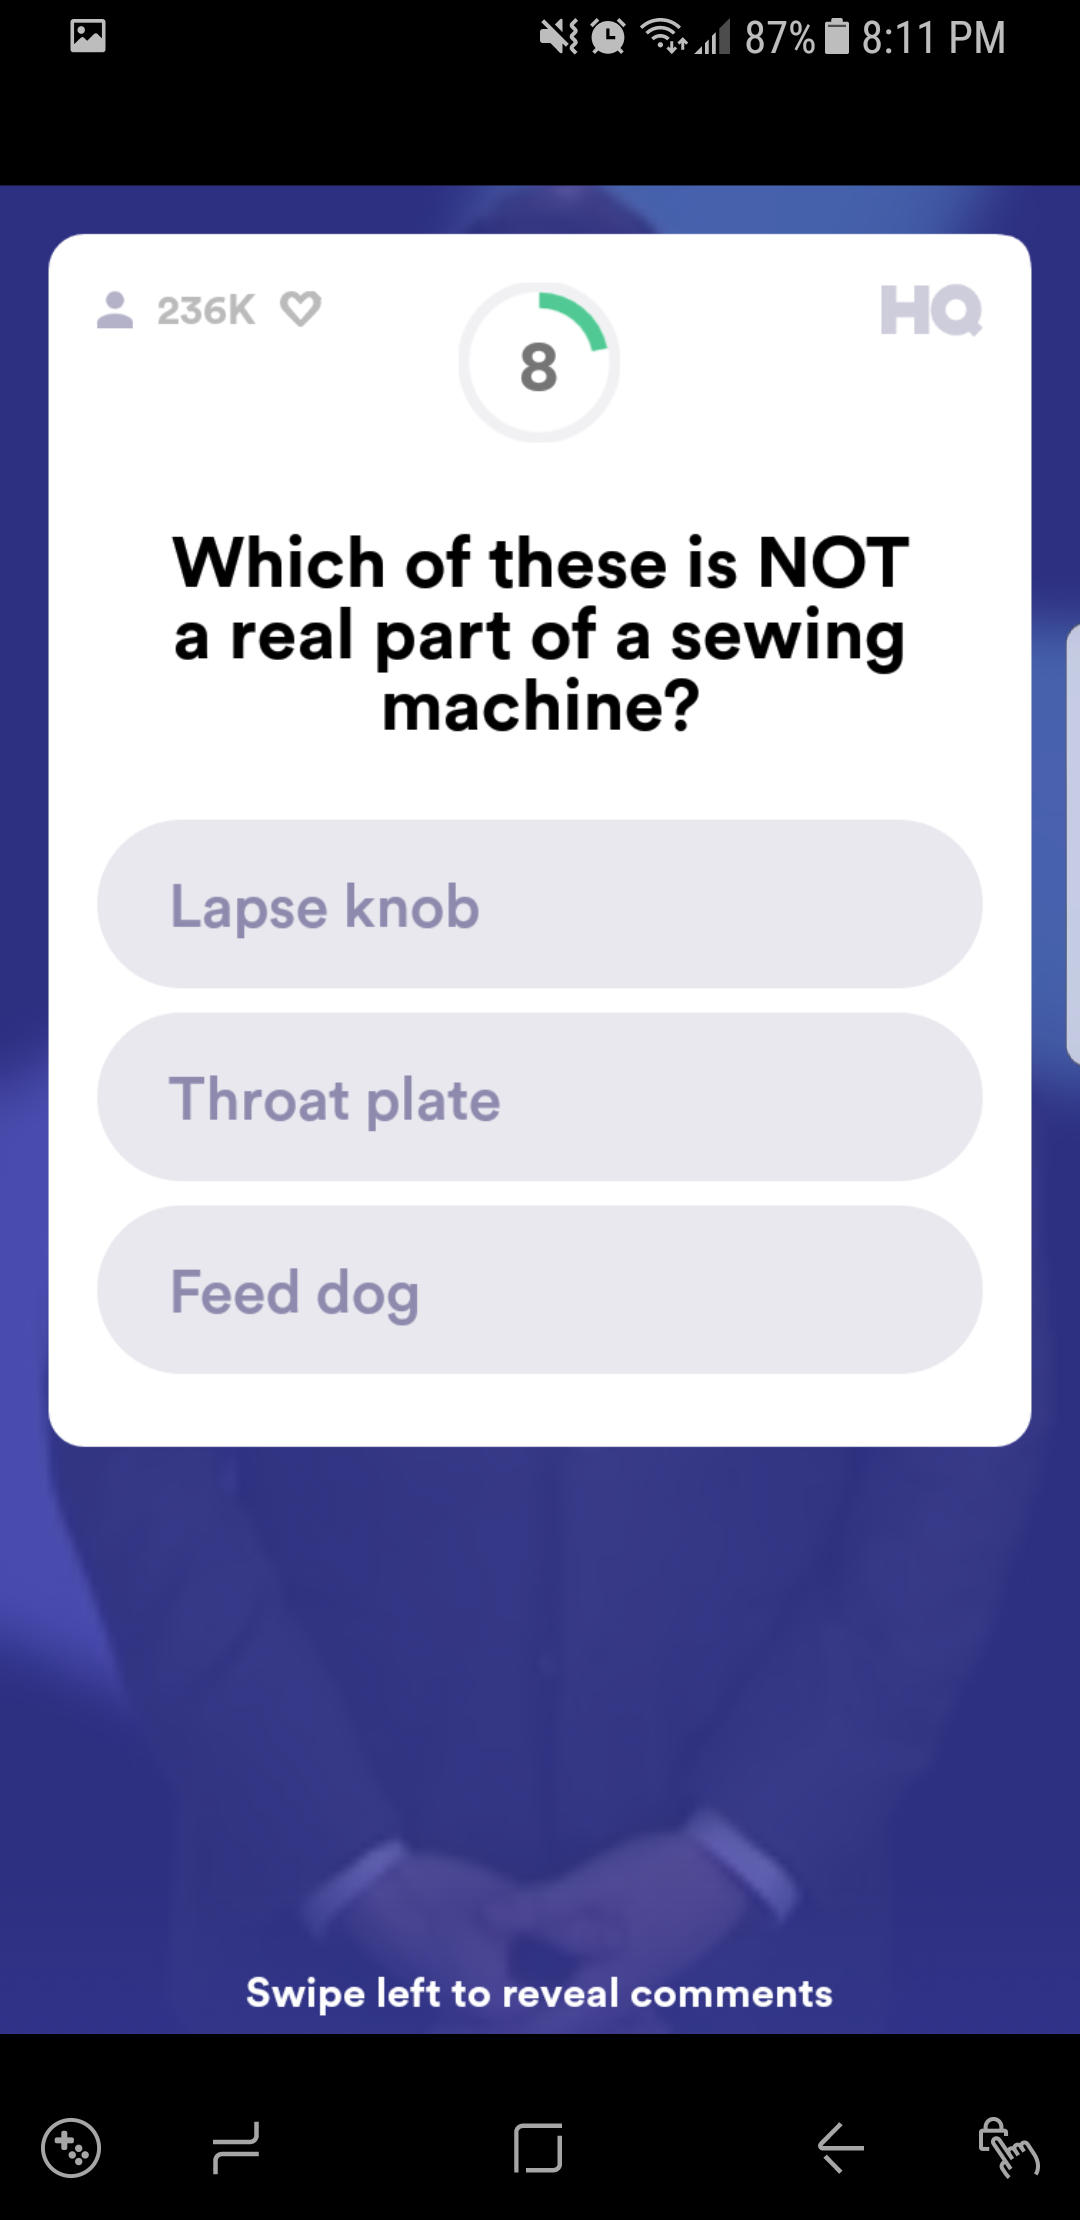 87% 8:11 PM
236K
8
HQ
Which of these is NOT
a real part of a sewing
machine?
Lapse knob
Throat plate
Feed dog
Swipe left to reveal comments